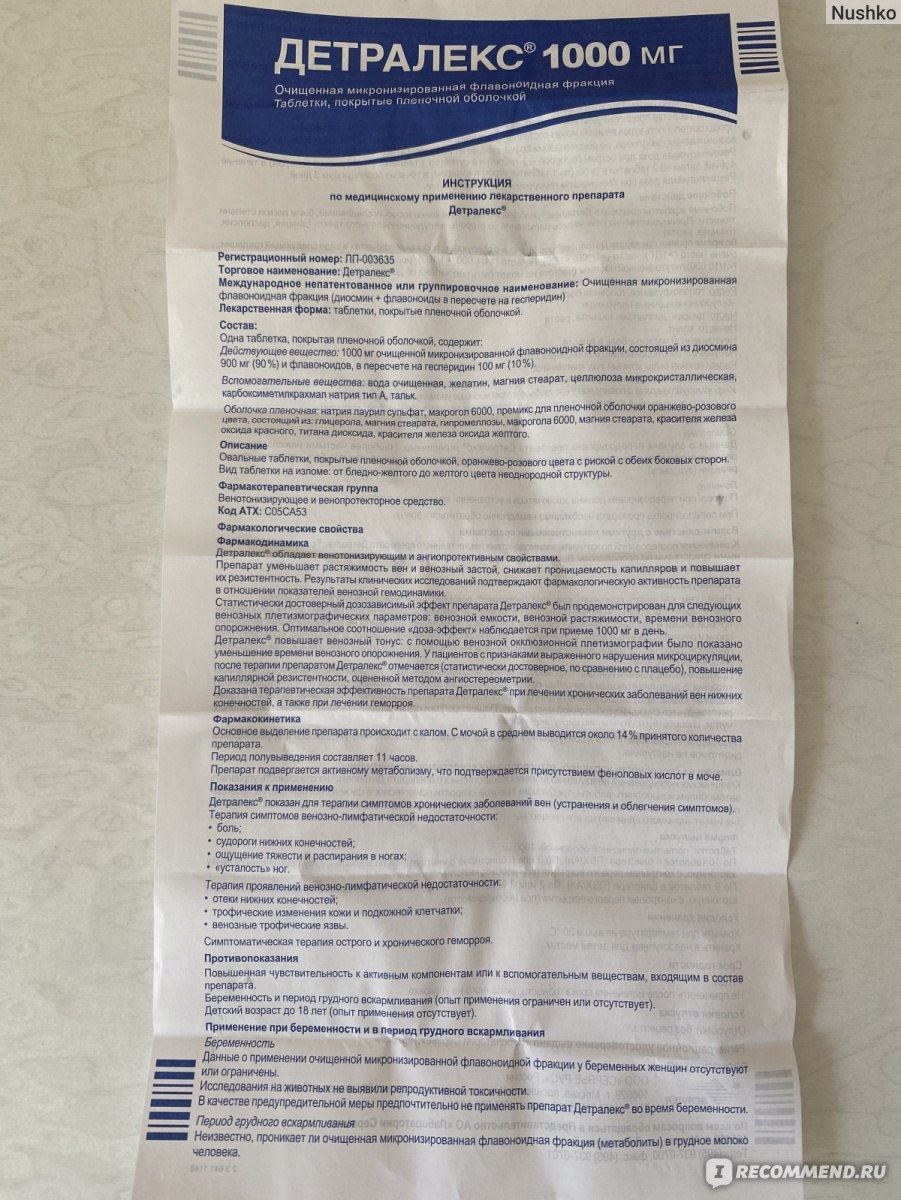 Nushko
ДЕТРАЛЕКС® 1000 мг
Очищенная микронизированная флавоноидная фракция
Таблетки, покрытые пленочной оболочкой
ИНСТРУКЦИЯ
по медицинскому применению лекарственного препарата
Детралекс®
Регистрационный номер: ЛП-003635
Торговое наименование: Детралекс®
Международное непатентованное или группировочное наименование: Очищенная микронизированная
флавоноидная фракция (диосмин + флавоноиды в пересчете на гесперидин)
Лекарственная форма: таблетки, покрытые пленочной оболочкой.
Состав:
Одна таблетка, покрытая пленочной оболочкой, содержит:
Действующее вещество: 1000 мг очищенной микронизированной флавоноидной фракции, состоящей из диосмина
900 мг (90%) и флавоноидов, в пересчете на гесперидин 100 мг (10%).
Вспомогательные вещества: вода очищенная, желатин, магния стеарат, целлюлоза микрокристаллическая,
карбоксиметилкрахмал натрия тип А, тальк.
Оболочка пленочная: натрия лаурил сульфат, макрогол 6000, премикс для пленочной оболочки оранжево-розового
цвета, состоящий из: глицерола, магния стеарата, гипромеллозы, макрогола 6000, магния стеарата, красителя железа
оксида красного, титана диоксида, красителя железа оксида желтого.
Описание
Овальные таблетки, покрытые пленочной оболочкой, оранжево-розового цвета с риской с обеих боковых сторон.
Вид таблетки на изломе: от бледно-желтого до желтого цвета неоднородной структуры.
Фармакотерапевтическая группа
Венотонизирующее и венопротекторное средство.
Код АТХ: C05CA53
Фармакологические свойства
Фармакодинамика
Детралекс® обладает венотонизирующим и ангиопротективным свойствами.
Препарат уменьшает растяжимость вен и венозный застой, снижает проницаемость капилляров и повышает
их резистентность. Результаты клинических исследований подтверждают фармакологическую активность препарата
в отношении показателей венозной гемодинамики.
Статистически достоверный дозозависимый эффект препарата Детралекс® был продемонстрирован для следующих
венозных плетизмографических параметров: венозной емкости, венозной растяжимости, времени венозного
опорожнения. Оптимальное соотношение «доза-эффект» наблюдается при приеме 1000 мг в день.
Детралекс® повышает венозный тонус: с помощью венозной окклюзионной плетизмографии было показано
уменьшение времени венозного опорожнения. У пациентов с признаками выраженного нарушения микроциркуляции,
после терапии препаратом Детралекс® отмечается (статистически достоверное, по сравнению с плацебо), повышение
капиллярной резистентности, оцененной методом ангиостереометрии.
Доказана терапевтическая эффективность препарата Детралекс® при лечении хронических заболеваний вен нижних
конечностей, а также при лечении геморроя.
Фармакокинетика
Основное выделение препарата происходит с калом. С мочой в среднем выводится около 14% принятого количества
препарата.
Период полувыведения составляет 11 часов.
Препарат подвергается активному метаболизму, что подтверждается присутствием феноловых кислот в моче.
Показания к применению
Детралекс® показан для терапии симптомов хронических заболеваний вен (устранения и облегчения симптомов).
Терапия симптомов венозно-лимфатической недостаточности:
• боль;
• судороги нижних конечностей;
• ощущение тяжести и распирания в ногах;
• «усталость» ног.
Терапия проявлений венозно-лимфатической недостаточности:
• отеки нижних конечностей;
• трофические изменения кожи и подкожной клетчатки;
• венозные трофические язвы.
Симптоматическая терапия острого и хронического геморроя.
Противопоказания
Повышенная чувствительность к активным компонентам или к вспомогательным веществам, входящим в состав
препарата.
Беременность и период грудного вскармливания (опыт применения ограничен или отсутствует).
Детский возраст до 18 лет (опыт применения отсутствует).
Применение при беременности и в период грудного вскармливания
Беременность
Данные о применении очищенной микронизированной флавоноидной фракции у беременных женщин отсутствуют
или ограничены.
Исследования на животных не выявили репродуктивной токсичности.
В качестве предупредительной меры предпочтительно не применять препарат Детралекс® во время беременности.
Период грудного вскармливания
Неизвестно, проникает ли очищенная микронизированная флавоноидная фракция (метаболиты) в грудное молоко
человека.
2 3 641 1148
IRECOMMEND.RU